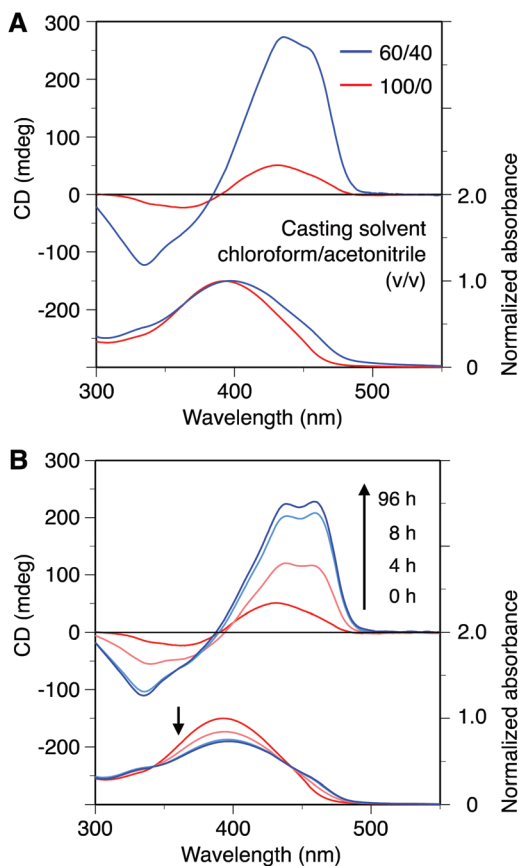 A
300
200
100
0
-100
-200
CD (mdeg)
60/40
100/0
Casting solvent
chloroform/acetonitrile
(v/v)
2.0
1.0
0
Normalized absorbance
300
400
500
Wavelength (nm)
B
300
200
100
0
-100
-200
CD (mdeg)
96 h
8 h
4 h
0 h
2.0
1.0
0
Normalized absorbance
300
400
500
Wavelength (nm)